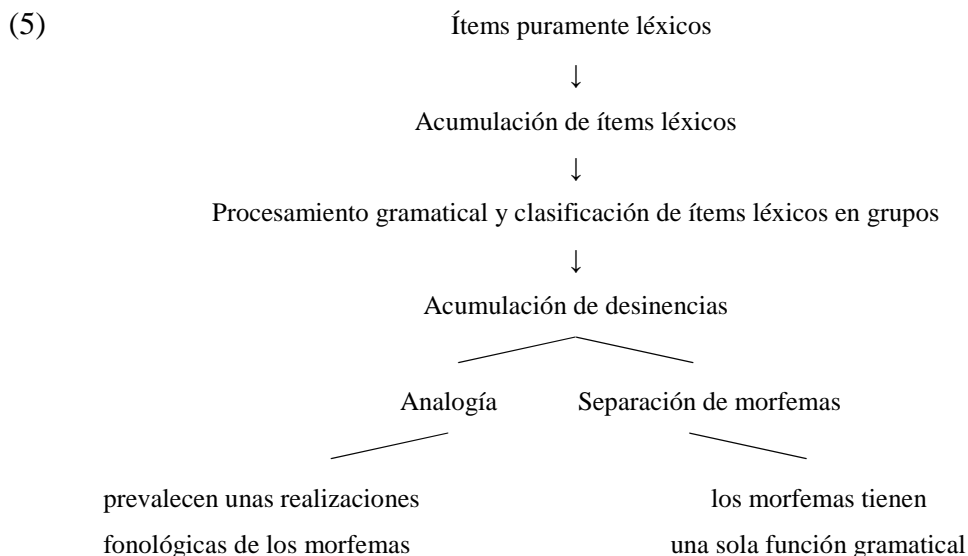 (5) Ítems puramente léxicos
↓
Acumulación de ítems léxicos
↓
Procesamiento gramatical y clasificación de ítems léxicos en grupos
↓
Acumulación de desinencias
Analogía Separación de morfemas
prevalecen unas realizaciones los morfemas tienen
fonológicas de los morfemas una sola función gramatical